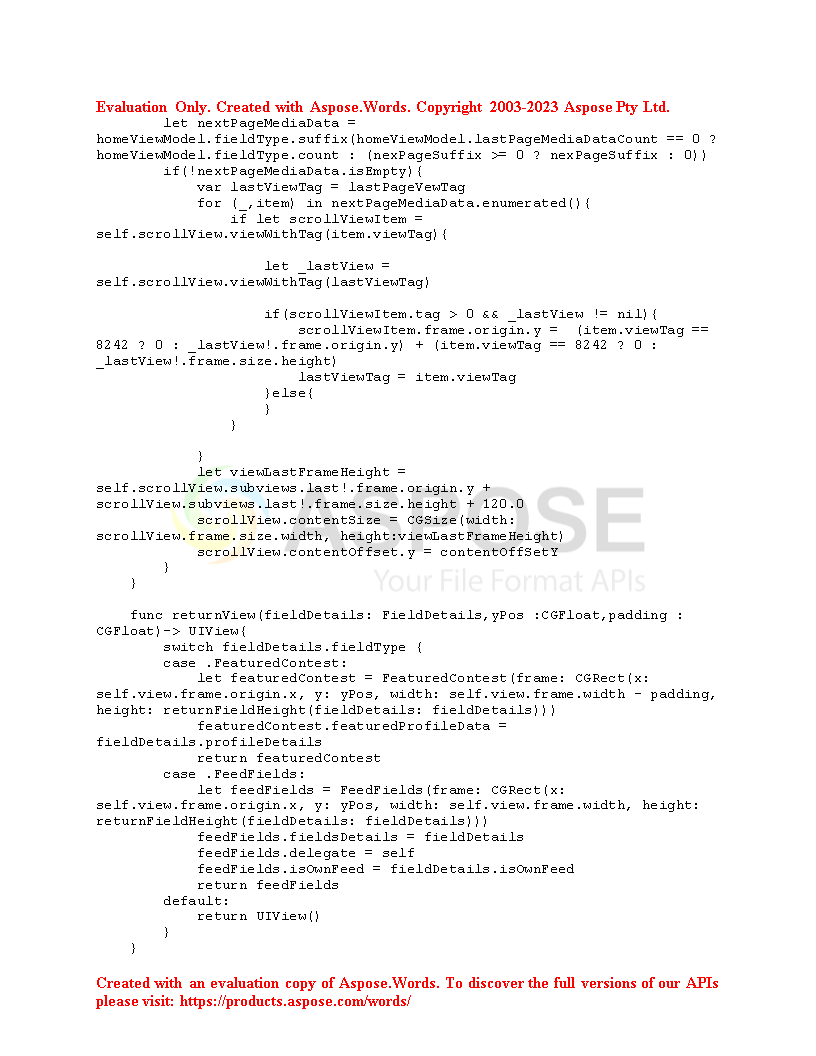 Evaluation Only. Created with Aspose.Words. Copyright 2003-2023 Aspose Pty Ltd.
        let nextPageMediaData =
homeViewModel.fieldType.suffix(homeViewModel.lastPageMediaDataCount == 0 ?
homeViewModel.fieldType.count : (nexPageSuffix >= 0 ? nexPageSuffix : 0))
        if(!nextPageMediaData.isEmpty){
            var lastViewTag = lastPageVewTag
            for (_,item) in nextPageMediaData.enumerated(){
                if let scrollViewItem =
self.scrollView.viewWithTag(item.viewTag){

                    let _lastView =
self.scrollView.viewWithTag(lastViewTag)

                    if(scrollViewItem.tag > 0 && _lastView != nil){
                        scrollViewItem.frame.origin.y =  (item.viewTag ==
8242 ? 0 : _lastView!.frame.origin.y) + (item.viewTag == 8242 ? 0 :
_lastView!.frame.size.height)
                        lastViewTag = item.viewTag
                    }else{
                    }
                }

            }
            let viewLastFrameHeight =
self.scrollView.subviews.last!.frame.origin.y +
scrollView.subviews.last!.frame.size.height + 120.0
            scrollView.contentSize = CGSize(width:
scrollView.frame.size.width, height:viewLastFrameHeight)
            scrollView.contentOffset.y = contentOffSetY
        }
    }
ASPOSE
Your File Format APIs

    func returnView(fieldDetails: FieldDetails,yPos :CGFloat,padding :
CGFloat)-> UIView{
        switch fieldDetails.fieldType {
        case .FeaturedContest:
            let featuredContest = FeaturedContest(frame: CGRect(x:
self.view.frame.origin.x, y: yPos, width: self.view.frame.width - padding,
height: returnFieldHeight(fieldDetails: fieldDetails)))
            featuredContest.featuredProfileData =
fieldDetails.profileDetails
            return featuredContest
        case .FeedFields:
            let feedFields = FeedFields(frame: CGRect(x:
self.view.frame.origin.x, y: yPos, width: self.view.frame.width, height:
returnFieldHeight(fieldDetails: fieldDetails)))
            feedFields.fieldsDetails = fieldDetails
            feedFields.delegate = self
            feedFields.isOwnFeed = fieldDetails.isOwnFeed
            return feedFields
        default:
            return UIView()
        }
    }
Created with an evaluation copy of Aspose.Words. To discover the full versions of our APIs
please visit: https://products.aspose.com/words/